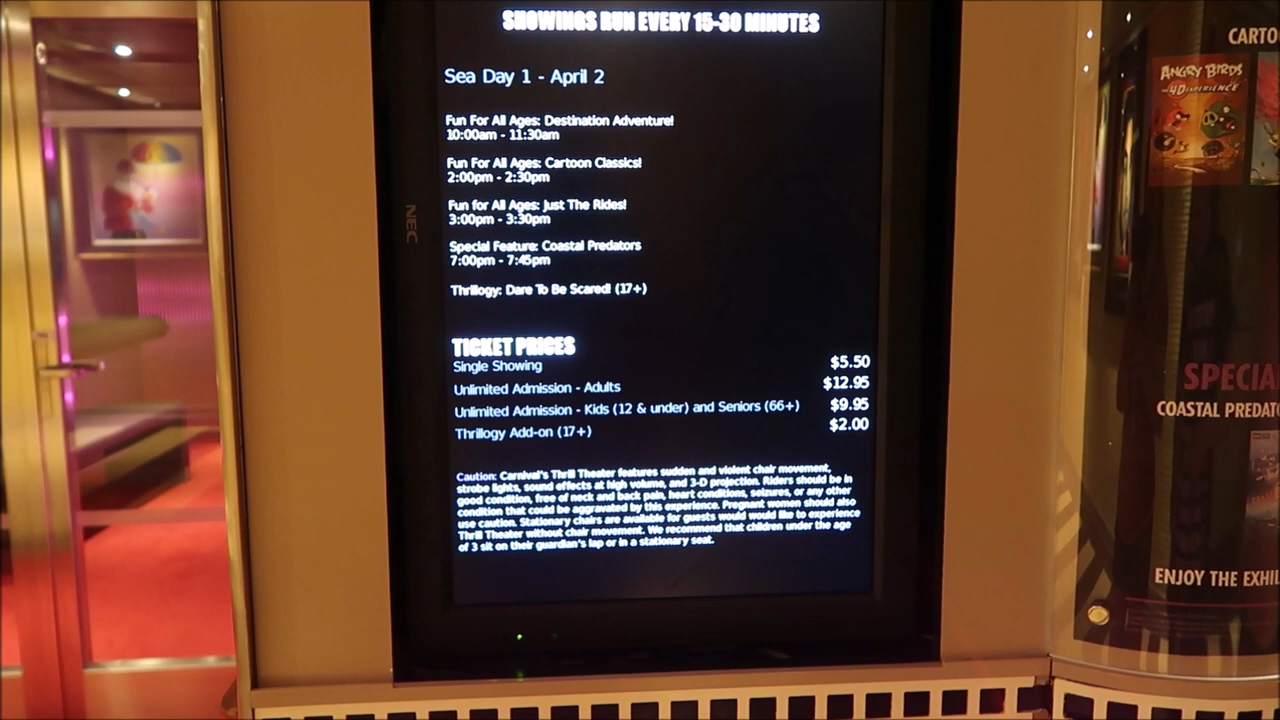 SHOWINGS RUN EVERY 15-30 MINUTES
Sea Day 1 - April 2
Fun For All Ages: Destination Adventure!
10:00am - 11:30am
Fun For All Ages: Cartoon Classics!
2:00pm - 2:30pm
Fun for All Ages: Just The Rides!
3:00pm - 3:30pm
Special Feature: Coastal Predators
7:00pm - 7:45pm
Thrillogy: Dare To Be Scared! (17+)
TICKET PRICES
Single Showing $5.50
Unlimited Admission - Adults $12.95
Unlimited Admission - Kids (12 & under) and Seniors (66+) $9.95
Thrillogy Add-on (17+) $2.00
Caution: Carnival's Thrill Theater features sudden and violent chair movement,
strobe lights, sound effects at high volume, and 3-D projection. Riders should be in
good condition, free of neck and back pain, heart conditions, seizures, or any other
condition that could be aggravated by this experience. Pregnant women should also
use caution. Stationary chairs are available for guests would would like to experience
Thrill Theater without chair movement. We recommend that children under the age
of 3 sit on their guardian's lap or in a stationary seat.
NEC
CARTO
ANGRY BIRDS
THE 4D EXPERIENCE
SPECIA
COASTAL PREDATO
ENJOY THE EXHIL